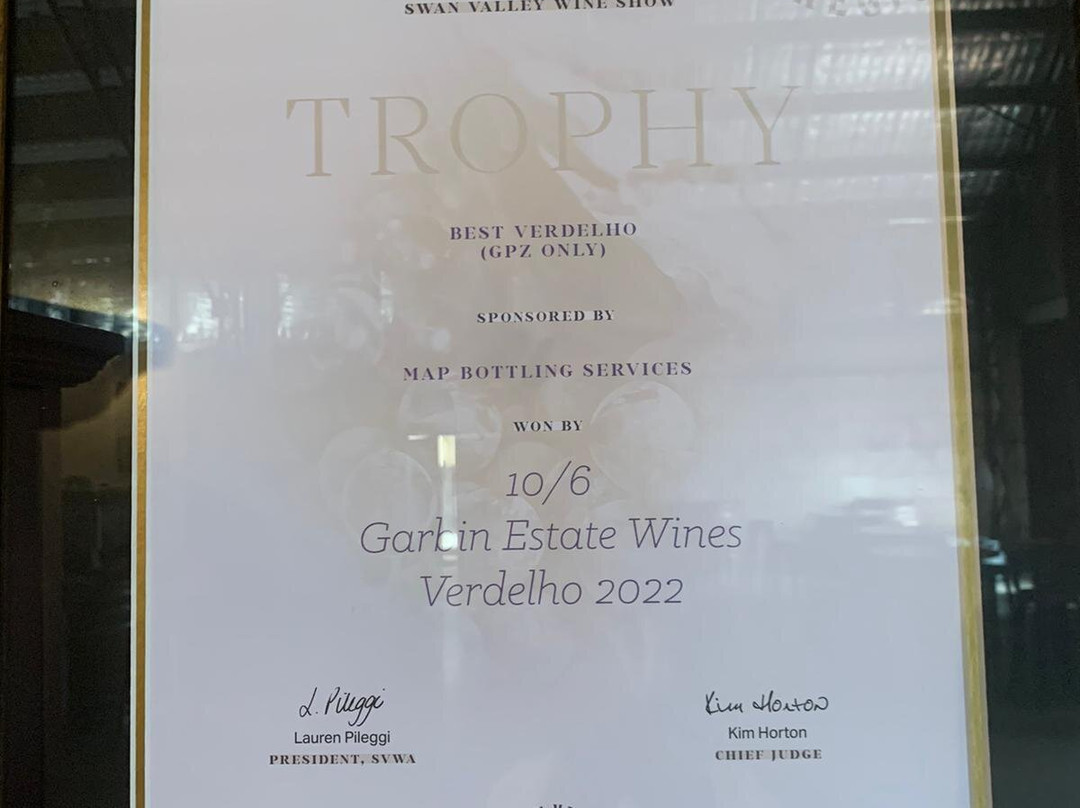 SWAN VALLEY WINE SHOW
TROPHY
BEST VERDELHO
(GPZ ONLY)
SPONSORED BY
MAP BOTTLING SERVICES
WON BY
10/6
Garbin Estate Wines
Verdelho 2022
L. Pileggi
Kim Horton
Lauren Pileggi
Kim Horton
PRESIDENT, SVWA
CHIEF JUDGE